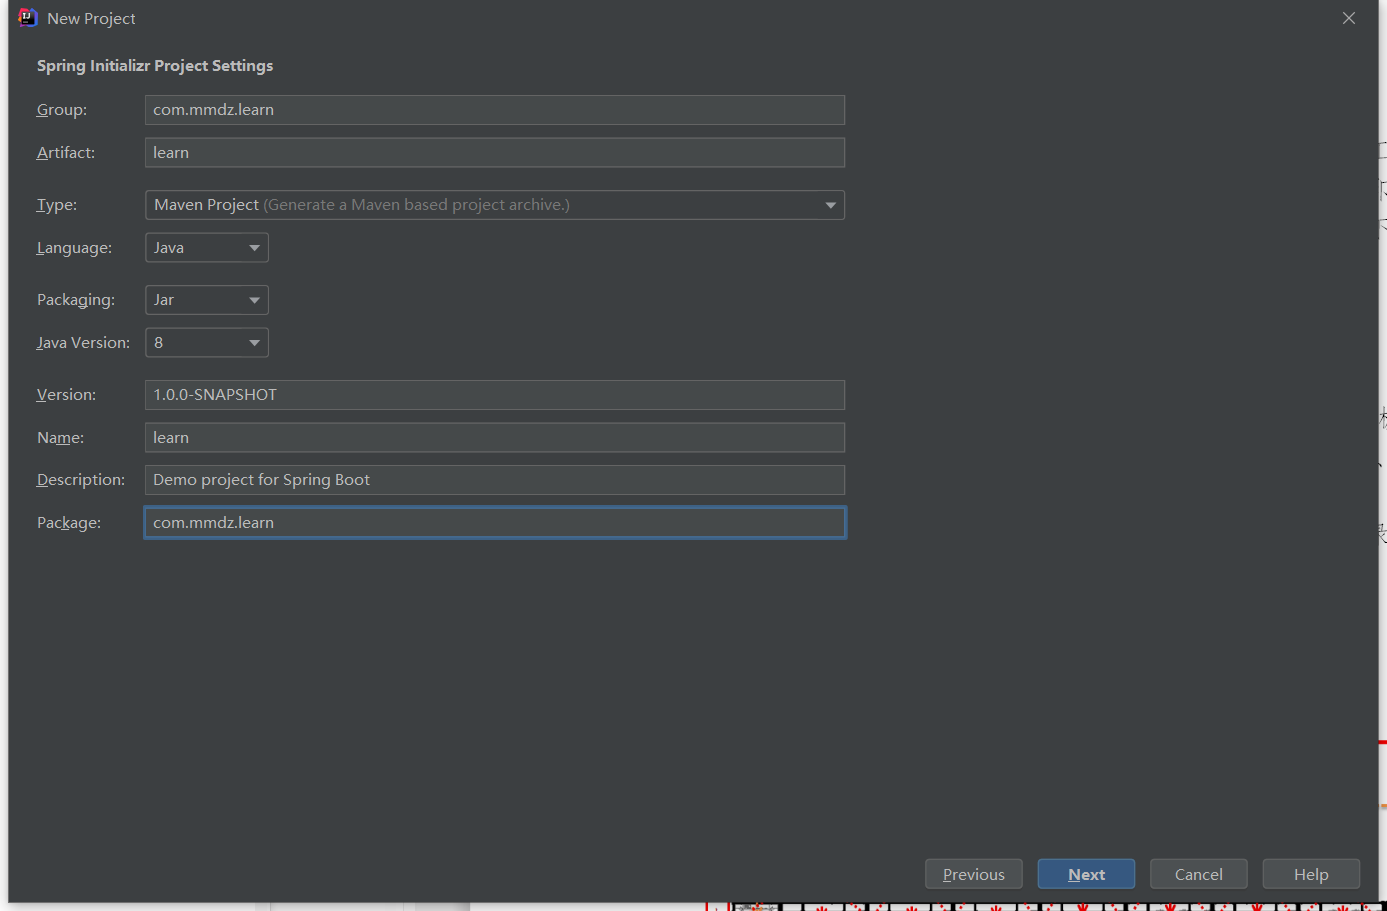 New Project
Spring Initializr Project Settings
Group: com.mmdz.learn
Artifact: learn
Type: Maven Project (Generate a Maven based project archive.)
Language: Java
Packaging: Jar
Java Version: 8
Version: 1.0.0-SNAPSHOT
Name: learn
Description: Demo project for Spring Boot
Package: com.mmdz.learn
Previous Next Cancel Help